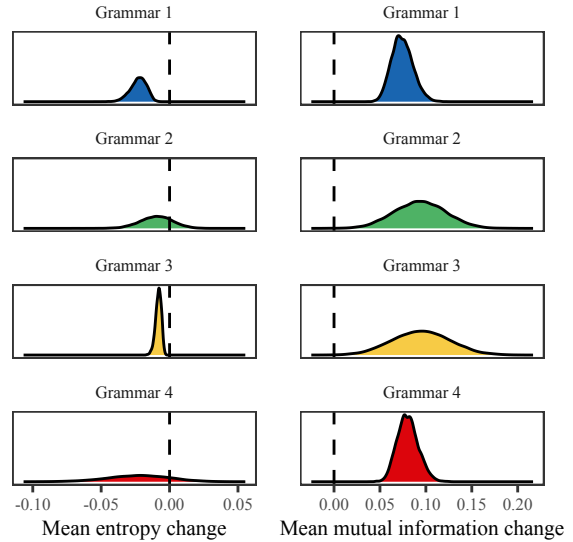 Grammar 1
Grammar 1
Grammar 2
Grammar 2
Grammar 3
Grammar 3
Grammar 4
Grammar 4
-0.10 -0.05 0.00 0.05
0.00 0.05 0.10 0.15 0.20
Mean entropy change
Mean mutual information change